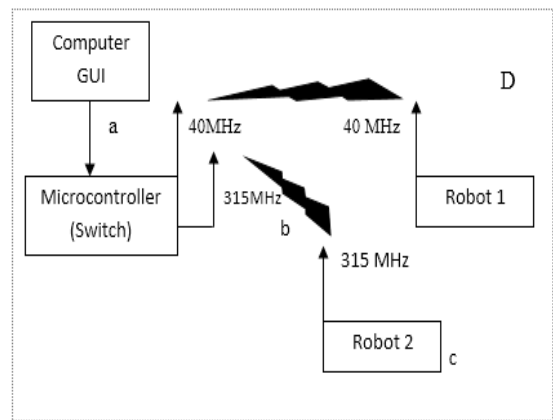 Computer
GUI
D
a
40MHz
40 MHz
Microcontroller
(Switch)
315MHz
b
Robot 1
315 MHz
Robot 2
c